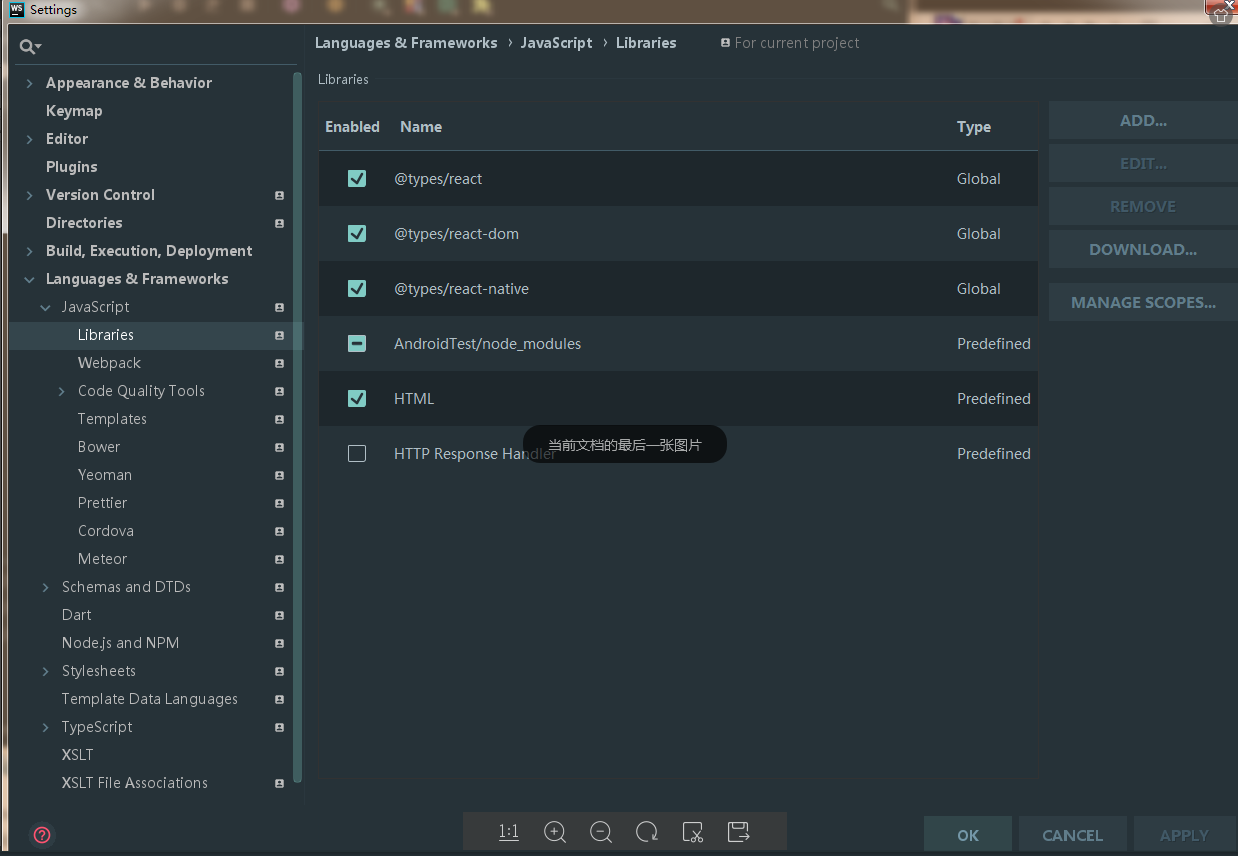 WS Settings
Languages & Frameworks › JavaScript › Libraries For current project
Libraries
Appearance & Behavior
Keymap
Editor
Plugins
Version Control
Directories
Build, Execution, Deployment
Languages & Frameworks
JavaScript
Libraries
Webpack
Code Quality Tools
Templates
Bower
Yeoman
Prettier
Cordova
Meteor
Schemas and DTDs
Dart
Node.js and NPM
Stylesheets
Template Data Languages
TypeScript
XSLT
XSLT File Associations
Enabled Name Type
@types/react Global
@types/react-dom Global
@types/react-native Global
AndroidTest/node_modules Predefined
HTML Predefined
HTTP Response Handler Predefined
当前文档的最后一张图片
ADD...
EDIT...
REMOVE
DOWNLOAD...
MANAGE SCOPES...
?
1:1
OK CANCEL APPLY